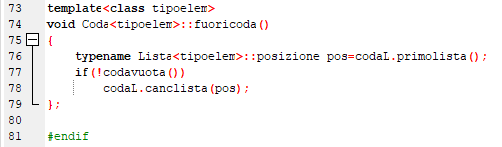 73 template<class tipoelem>
74 void Coda<tipoelem>::fuoricoda()
75 {
76 typename Lista<tipoelem>::posizione pos=codaL.primolista();
77 if(!codavuota())
78 codaL.canclista(pos);
79 };
80
81 #endif